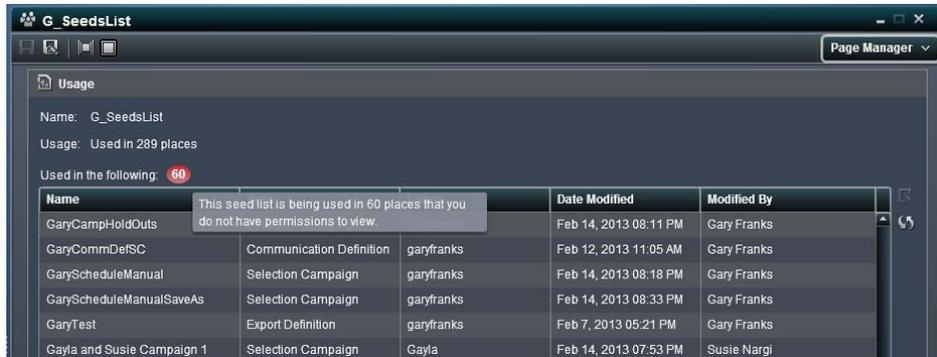 G_SeedsList
Page Manager
Usage
Name: G_SeedsList
Usage: Used in 289 places
Used in the following: 60
Name Date Modified Modified By
This seed list is being used in 60 places that you
do not have permissions to view.
GaryCampHoldOuts Feb 14, 2013 08:11 PM Gary Franks
GaryCommDefSC Communication Definition garyfranks Feb 12, 2013 11:05 AM Gary Franks
GaryScheduleManual Selection Campaign garyfranks Feb 14, 2013 08:18 PM Gary Franks
GaryScheduleManualSaveAs Selection Campaign garyfranks Feb 14, 2013 08:33 PM Gary Franks
GaryTest Export Definition garyfranks Feb 7, 2013 05:21 PM Gary Franks
Gayla and Susie Campaign 1 Selection Campaign Gayla Feb 14, 2013 07:53 PM Susie Nargi